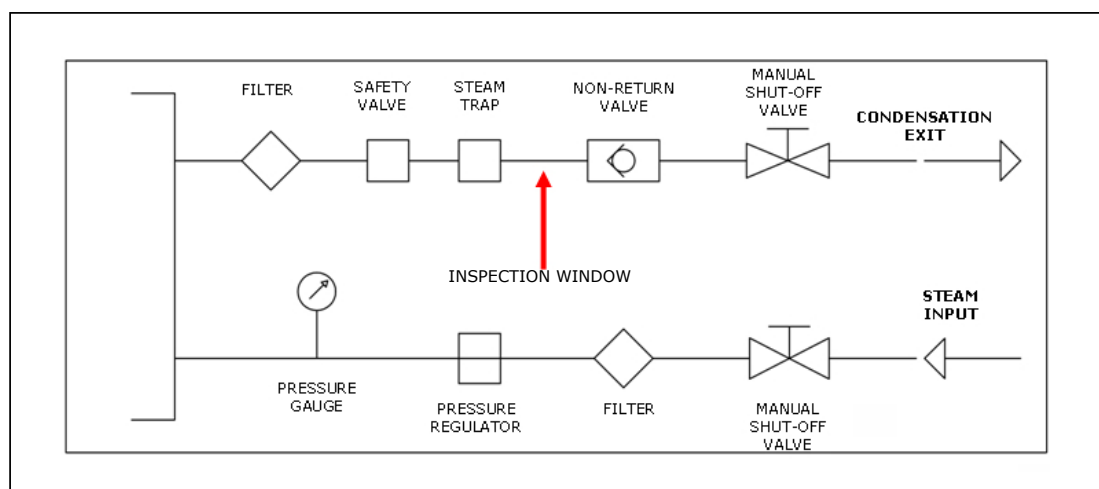 FILTER
SAFETY
VALVE
STEAM
TRAP
NON-RETURN
VALVE
MANUAL
SHUT-OFF
VALVE
CONDENSATION
EXIT
INSPECTION WINDOW
STEAM
INPUT
PRESSURE
GAUGE
PRESSURE
REGULATOR
FILTER
MANUAL
SHUT-OFF
VALVE